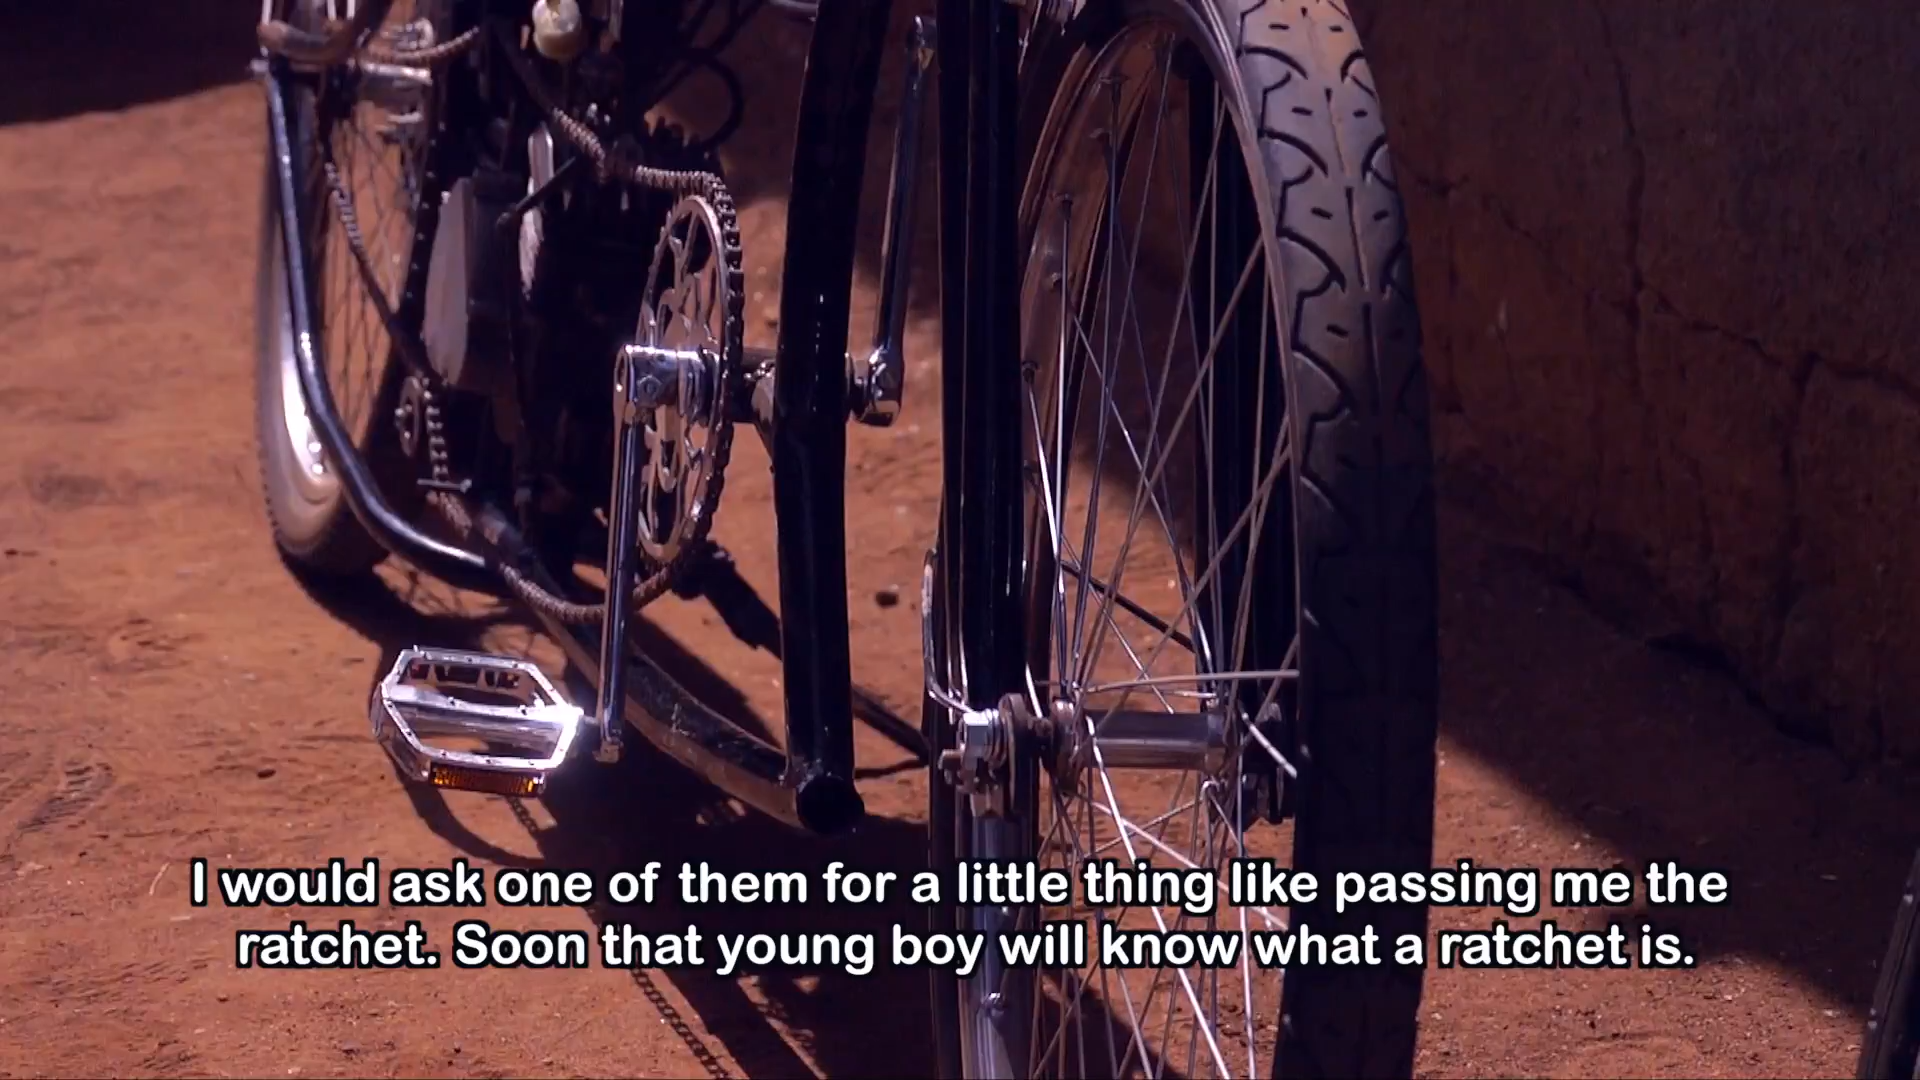 I would ask one of them for a little thing like passing me the
ratchet. Soon that young boy will know what a ratchet is.